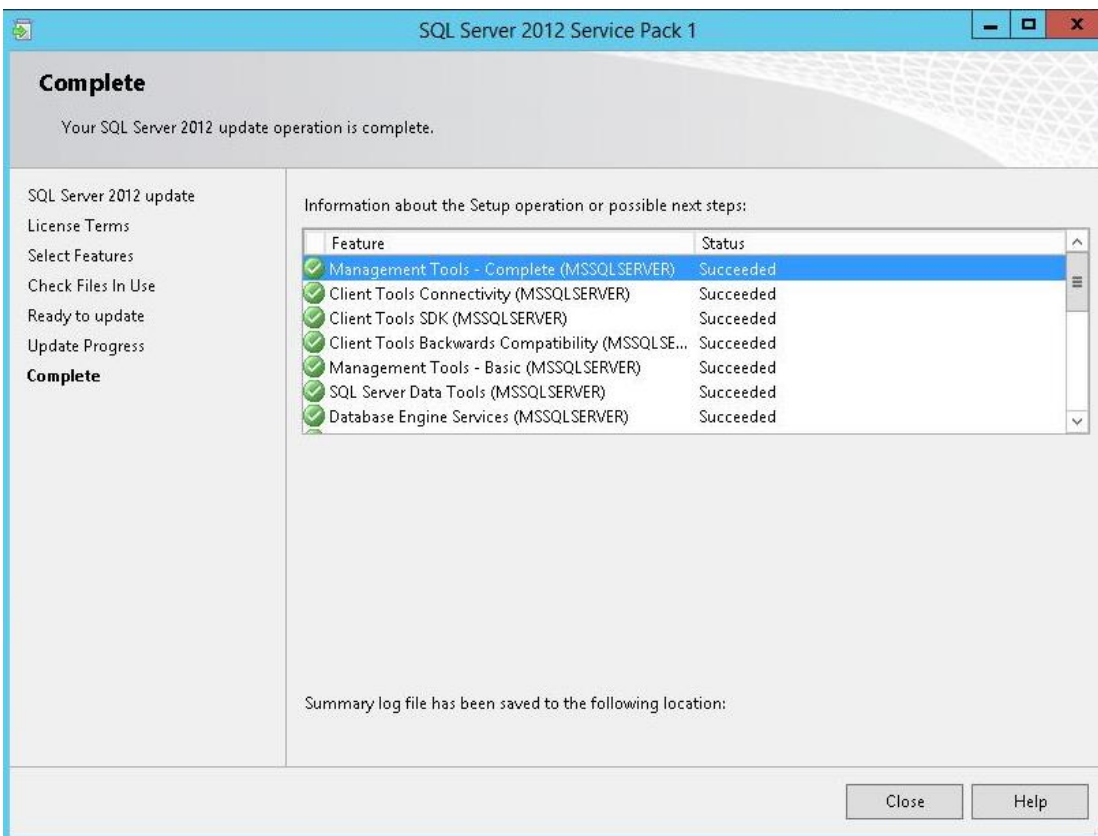 SQL Server 2012 Service Pack 1
Complete
Your SQL Server 2012 update operation is complete.
SQL Server 2012 update
License Terms
Select Features
Check Files In Use
Ready to update
Update Progress
Complete
Information about the Setup operation or possible next steps:
Feature Status
Management Tools - Complete (MSSQLSERVER) Succeeded
Client Tools Connectivity (MSSQLSERVER) Succeeded
Client Tools SDK (MSSQLSERVER) Succeeded
Client Tools Backwards Compatibility (MSSQLSE... Succeeded
Management Tools - Basic (MSSQLSERVER) Succeeded
SQL Server Data Tools (MSSQLSERVER) Succeeded
Database Engine Services (MSSQLSERVER) Succeeded
Summary log file has been saved to the following location:
Close Help